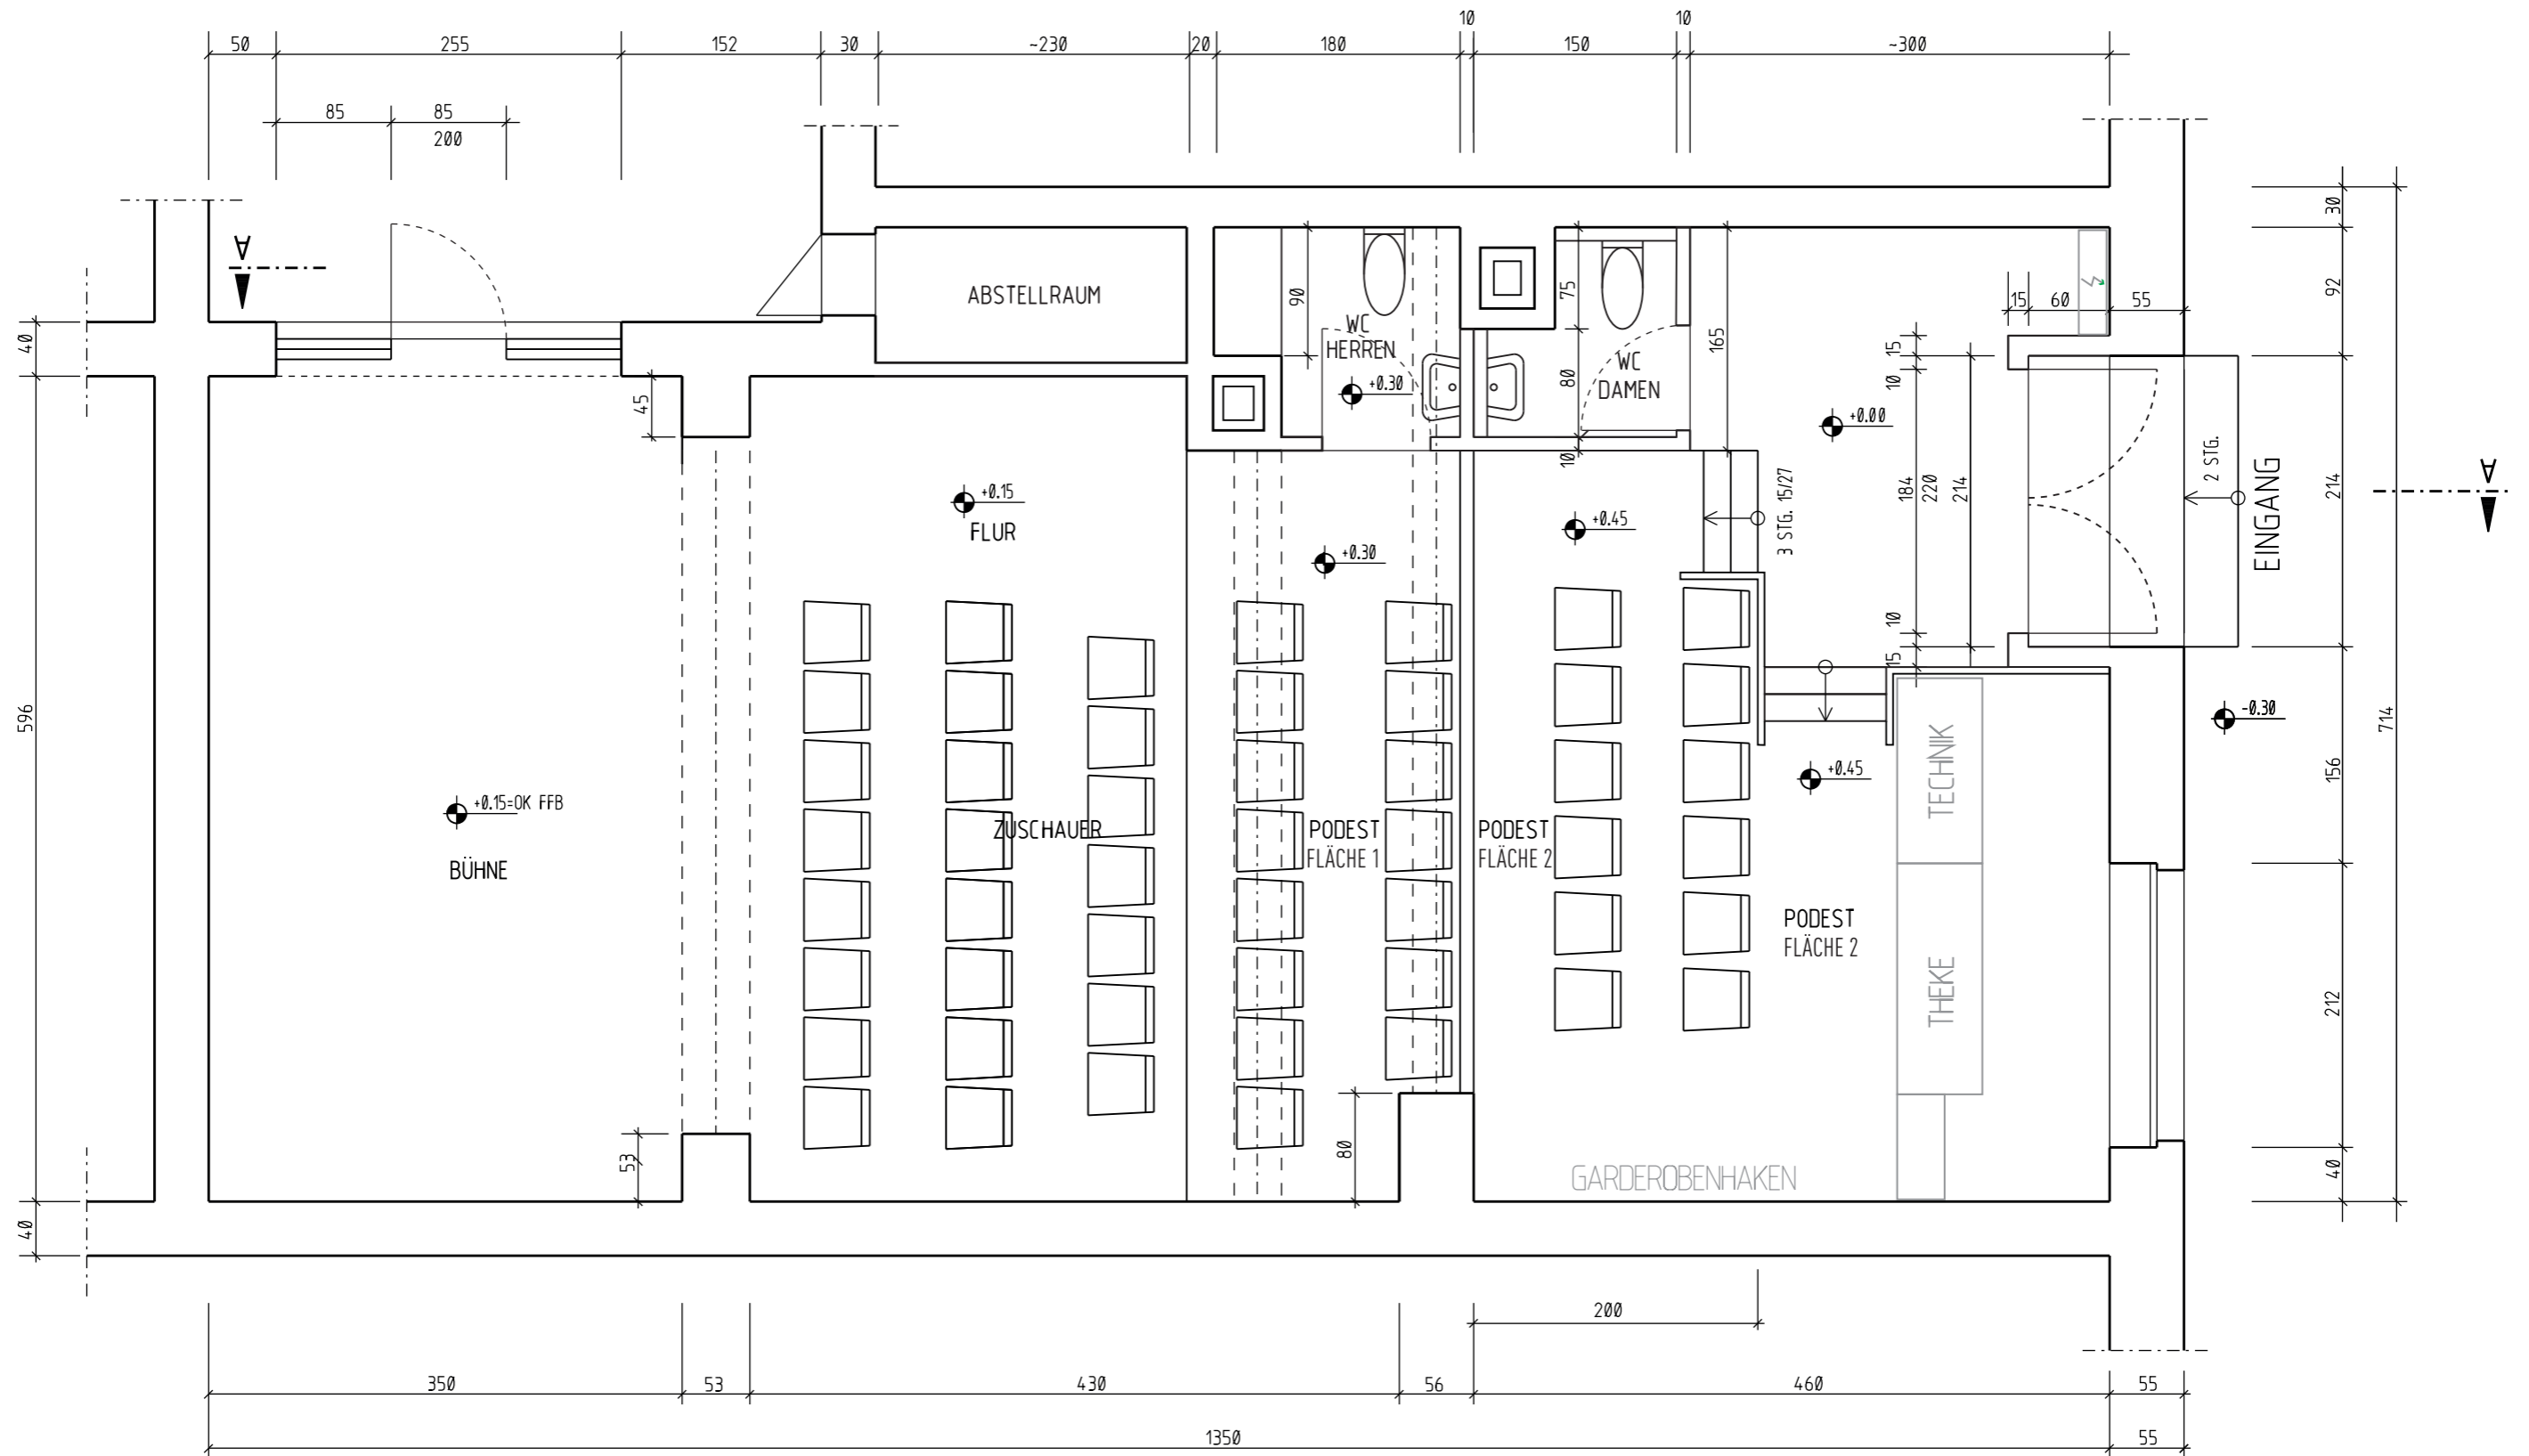 10
10
50
255
152
30
~230
20
180
150
~300
85
85
200
A
ABSTELLRAUM
90
WC
HERREN
+0.30
75
80
10
WC
DAMEN
165
+0.00
15
60
55
15
10
184
220
214
10
15
2 STG.
EINGANG
30
92
214
156
212
40
714
A
40
596
40
45
+0.15
FLUR
+0.30
+0.45
3 STG. 15/27
-0.30
+0.15=OK FFB
BÜHNE
ZUSCHAUER
PODEST
FLÄCHE 1
PODEST
FLÄCHE 2
+0.45
TECHNIK
PODEST
FLÄCHE 2
THEKE
53
80
GARDEROBENHAKEN
200
350
53
430
56
460
55
1350
55